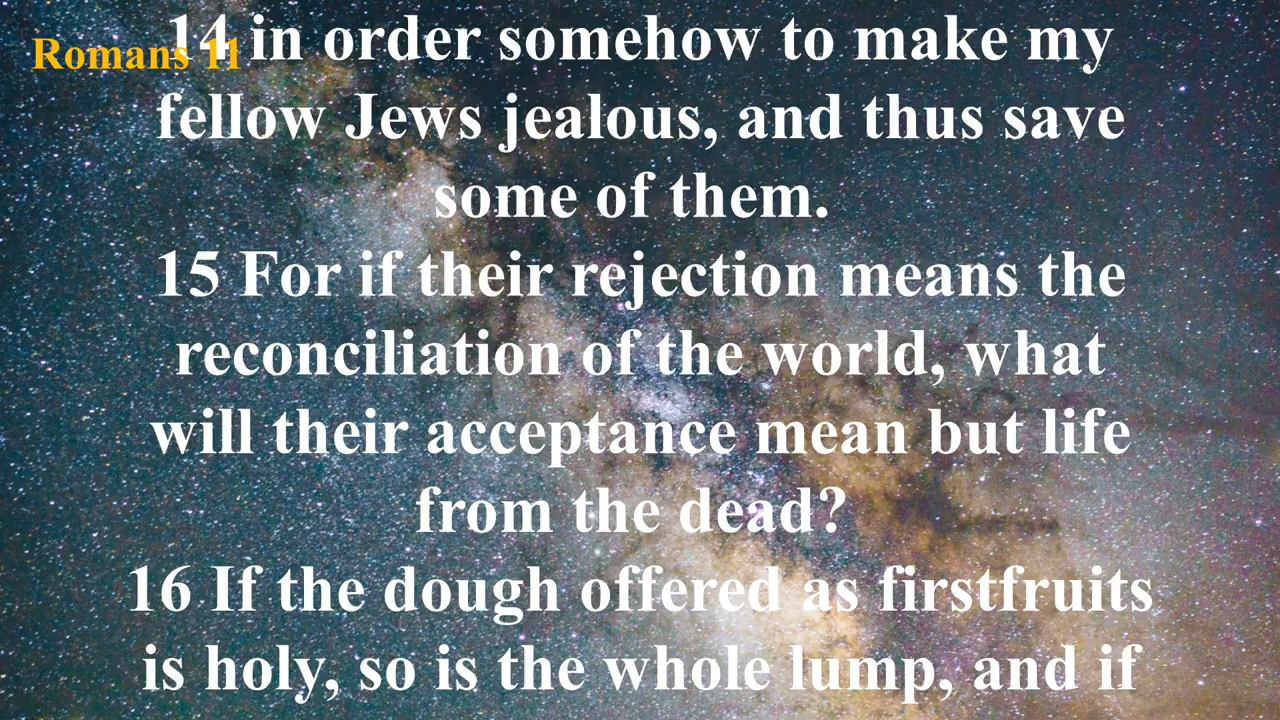 Romans 11
14 in order somehow to make my
fellow Jews jealous, and thus save
some of them.
15 For if their rejection means the
reconciliation of the world, what
will their acceptance mean but life
from the dead?
16 If the dough offered as firstfruits
is holy, so is the whole lump, and if